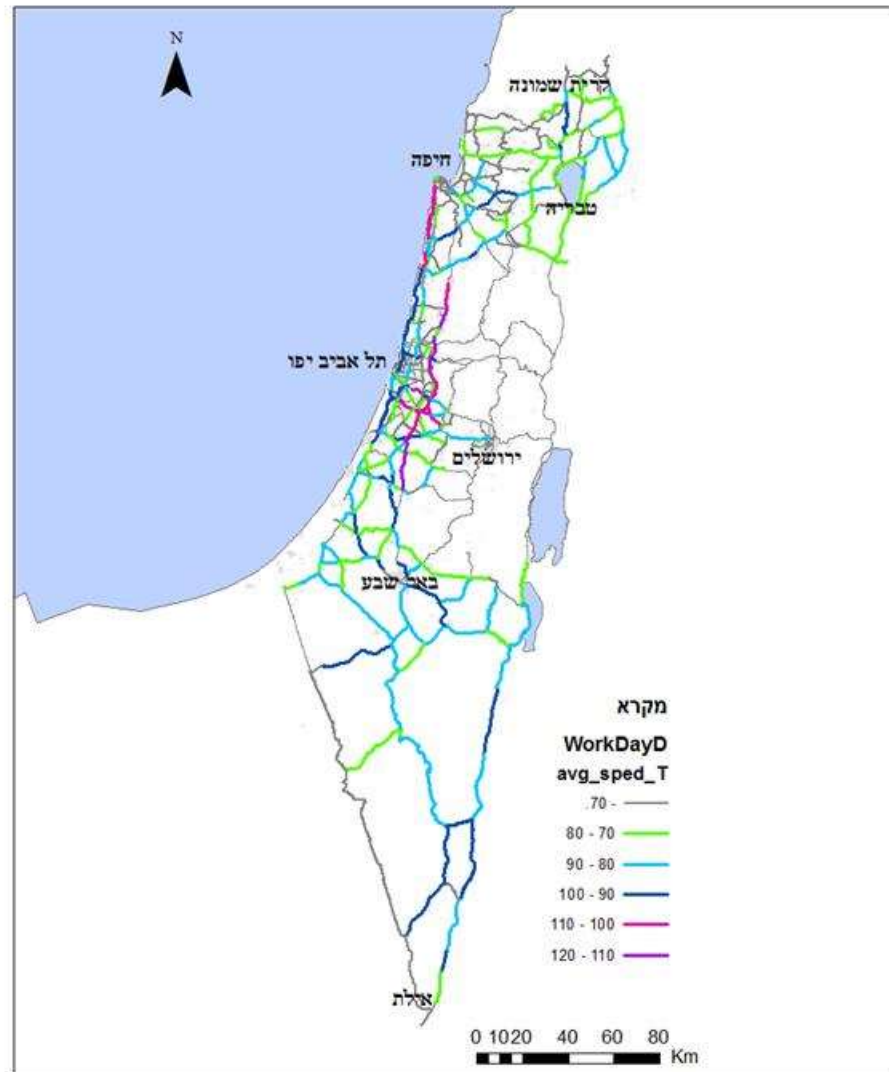 N
קרית שמונה
חיפה
טבריה
תל אביב יפו
ירושלים
באר שבע
אילת
מקרא
WorkDayD
avg_sped_T
.70 -
80 - 70
90 - 80
100 - 90
110 - 100
120 - 110
0 10 20 40 60 80
Km